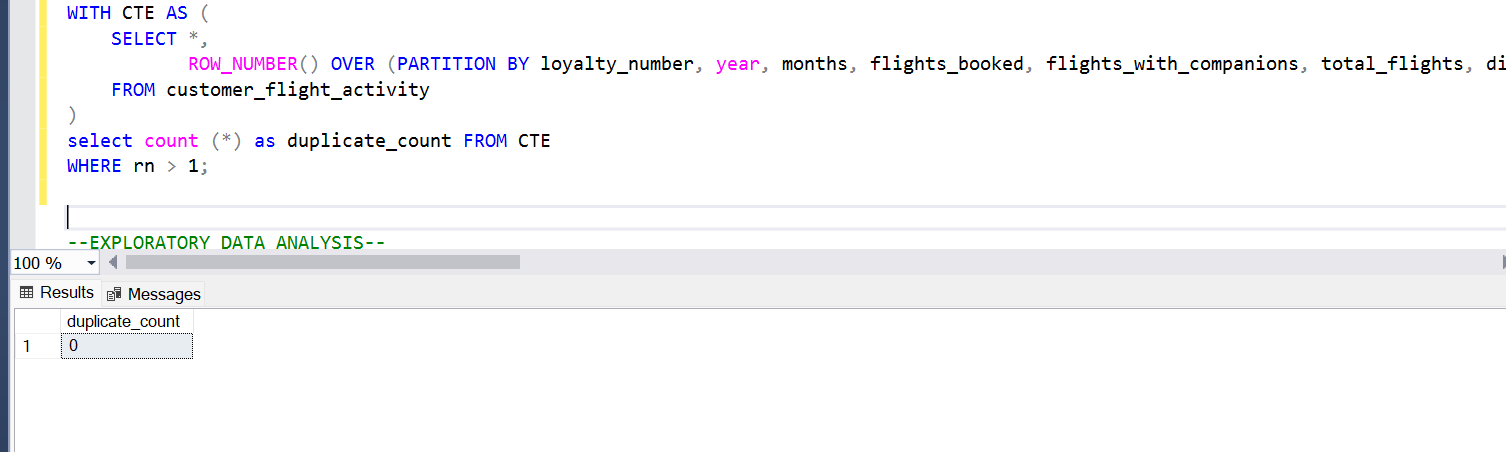 WITH CTE AS (
SELECT *,
ROW_NUMBER() OVER (PARTITION BY loyalty_number, year, months, flights_booked, flights_with_companions, total_flights, di
FROM customer_flight_activity
)
select count (*) as duplicate_count FROM CTE
WHERE rn > 1;
--EXPLORATORY DATA ANALYSIS--
100 %
Results Messages
duplicate_count
1 0